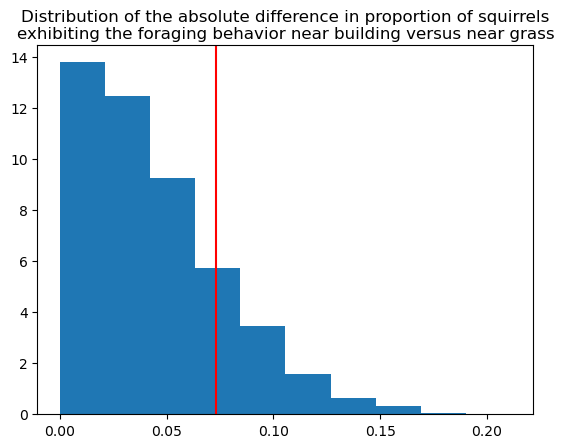 Distribution of the absolute difference in proportion of squirrels
exhibiting the foraging behavior near building versus near grass
14
12
10
8
6
4
2
0
0.00 0.05 0.10 0.15 0.20